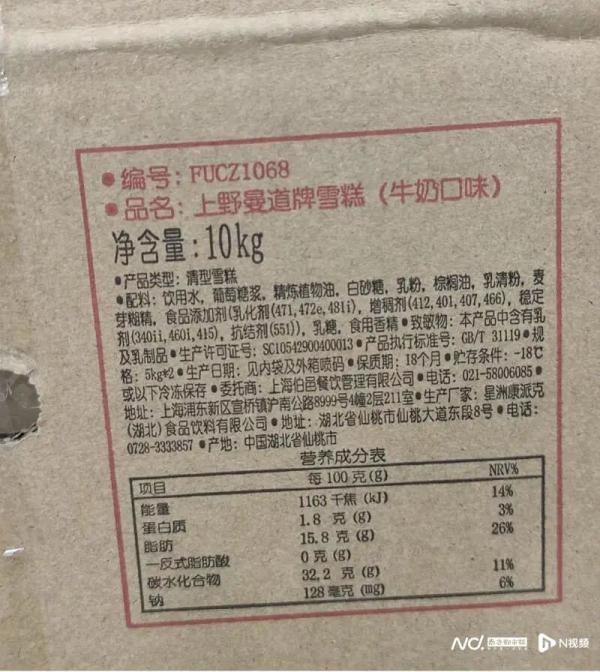 ●编号: FUCZ1068
●品名: 上野曼道牌雪糕 (牛奶口味)
净含量: 10kg
●产品类型: 清型雪糕
●配料: 饮用水, 葡萄糖浆, 精炼植物油, 白砂糖, 乳粉, 棕榈油, 乳清粉, 麦
芽糊精, 食品添加剂(乳化剂(471,472e,481i), 增稠剂(412,401,407,466), 稳定
剂(340ii,460i,415), 抗结剂(551)), 乳糖, 食用香精●致敏物: 本产品中含有乳
及乳制品●生产许可证号: SC10542900400013●产品执行标准号: GB/T 31119●规
格: 5kg*2●生产日期: 见内袋及外箱喷码●保质期: 18个月●贮存条件: -18℃
或以下冷冻保存●委托商: 上海伯邑餐饮管理有限公司●电话: 021-58006085●
地址: 上海浦东新区宣桥镇沪南公路8999号4幢2层211室●生产厂家: 星洲康派克
(湖北)食品饮料有限公司●地址: 湖北省仙桃市仙桃大道东段8号●电话:
0728-3333857●产地: 中国湖北省仙桃市
营养成分表
项目 每100克(g) NRV%
能量 1163千焦(kJ) 14%
蛋白质 1.8 克(g) 3%
脂肪 15.8 克(g) 26%
—反式脂肪酸 0克(g)
碳水化合物 32.2 克(g) 11%
钠 128毫克(mg) 6%
N视频